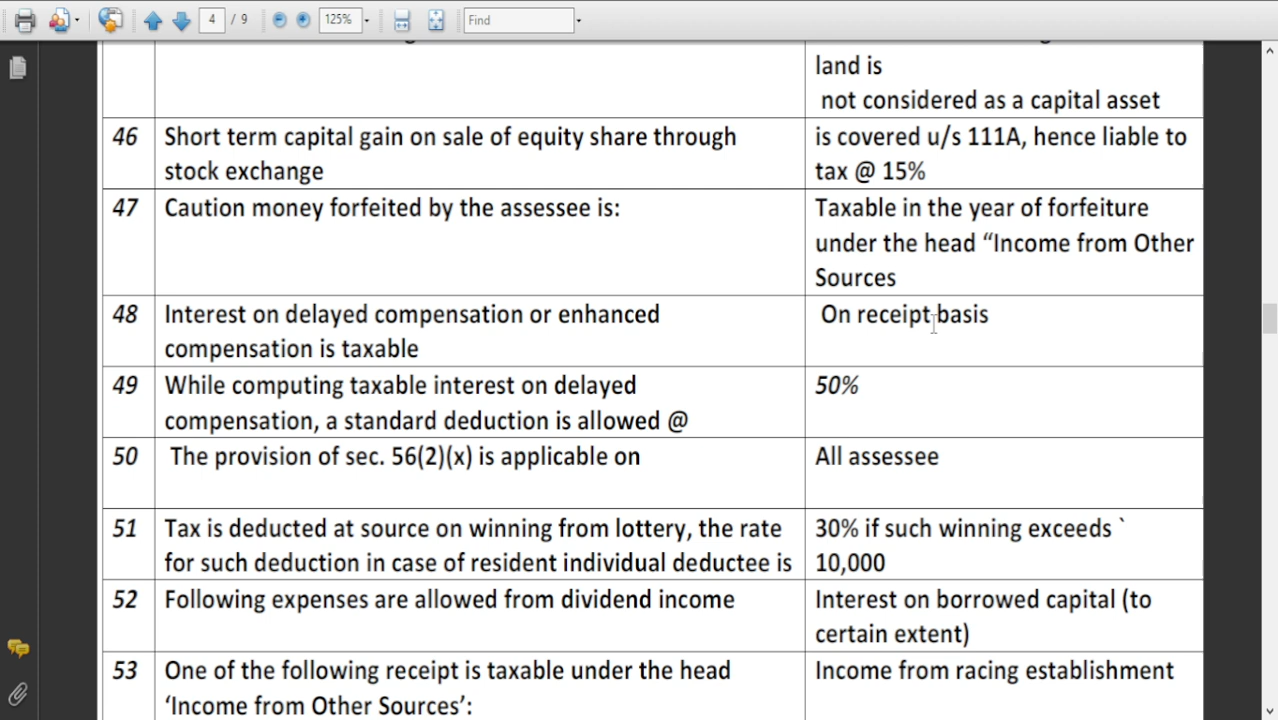 4 / 9 125% Find
land is
not considered as a capital asset
46 Short term capital gain on sale of equity share through is covered u/s 111A, hence liable to
stock exchange tax @ 15%
47 Caution money forfeited by the assessee is: Taxable in the year of forfeiture
under the head “Income from Other
Sources
48 Interest on delayed compensation or enhanced On receipt basis
compensation is taxable
49 While computing taxable interest on delayed 50%
compensation, a standard deduction is allowed @
50 The provision of sec. 56(2)(x) is applicable on All assessee
51 Tax is deducted at source on winning from lottery, the rate 30% if such winning exceeds `
for such deduction in case of resident individual deductee is 10,000
52 Following expenses are allowed from dividend income Interest on borrowed capital (to
certain extent)
53 One of the following receipt is taxable under the head Income from racing establishment
‘Income from Other Sources’: